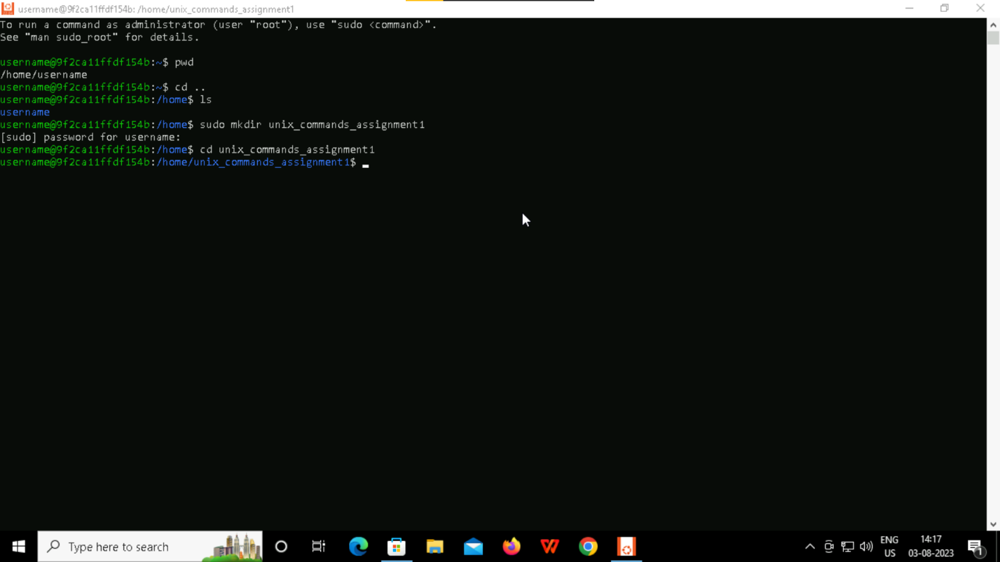 username@9f2ca11ffdf154b: /home/unix_commands_assignment1
To run a command as administrator (user "root"), use "sudo <command>".
See "man sudo_root" for details.
username@9f2ca11ffdf154b:~$ pwd
/home/username
username@9f2ca11ffdf154b:~$ cd ..
username@9f2ca11ffdf154b:/home$ ls
username
username@9f2ca11ffdf154b:/home$ sudo mkdir unix_commands_assignment1
[sudo] password for username:
username@9f2ca11ffdf154b:/home$ cd unix_commands_assignment1
username@9f2ca11ffdf154b:/home/unix_commands_assignment1$
Type here to search
ENG
US
14:17
03-08-2023
1